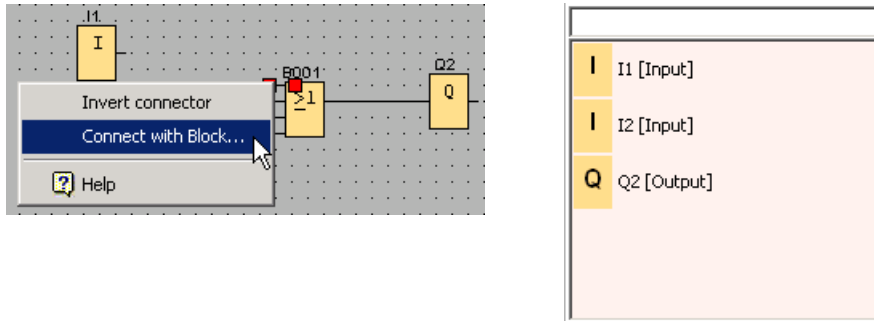 I1
I
B001
≥1
Q2
Q
Invert connector
Connect with Block...
? Help
I I1 [Input]
I I2 [Input]
Q Q2 [Output]